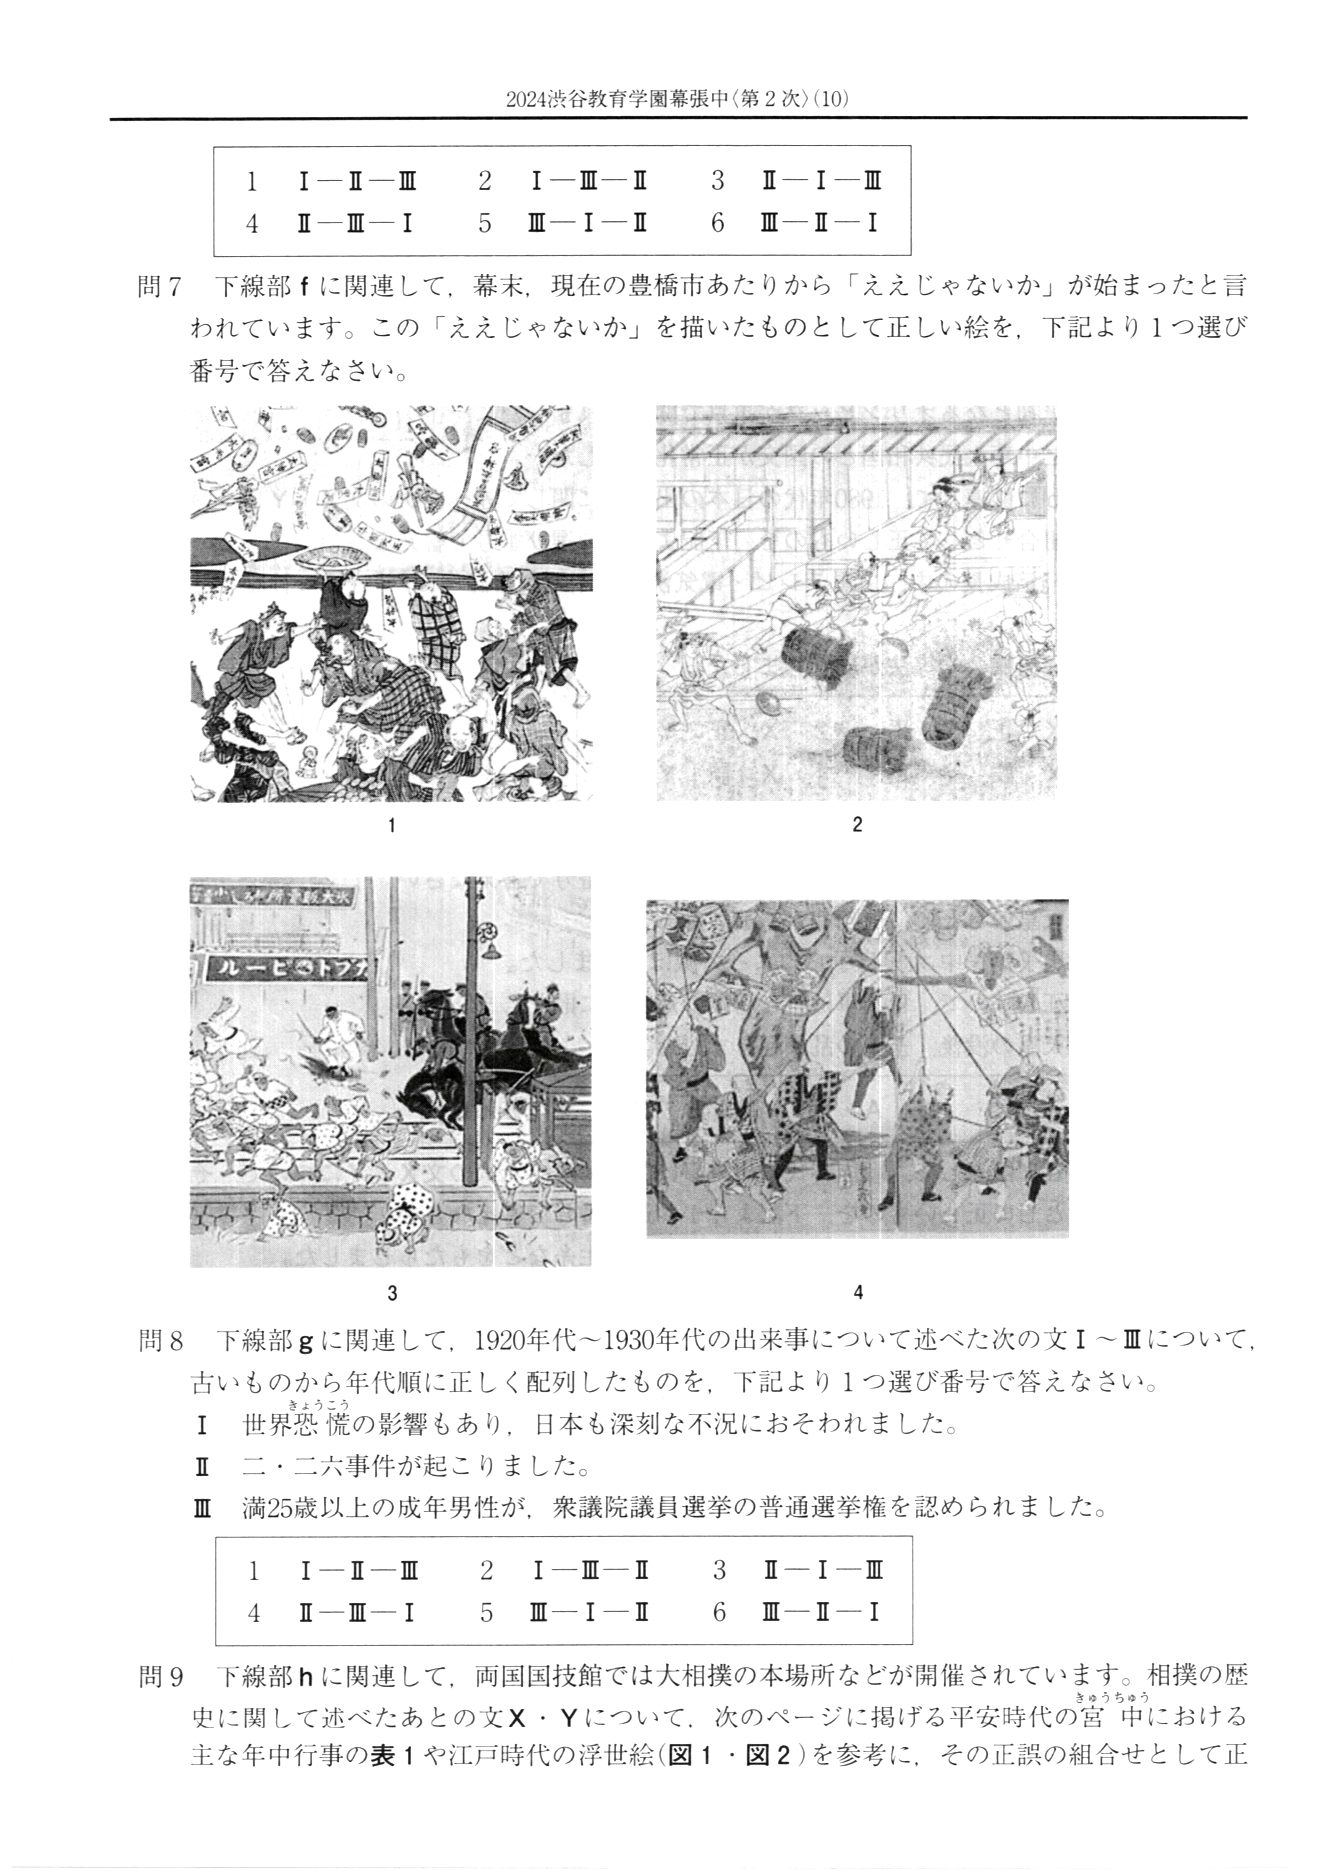 2024渋谷教育学園幕張中〈第2次〉(10)
1 Ⅰ―Ⅱ―Ⅲ 2 Ⅰ―Ⅲ―Ⅱ 3 Ⅱ―Ⅰ―Ⅲ
4 Ⅱ―Ⅲ―Ⅰ 5 Ⅲ―Ⅰ―Ⅱ 6 Ⅲ―Ⅱ―Ⅰ
問7 下線部fに関連して，幕末，現在の豊橋市あたりから「ええじゃないか」が始まったと言
われています。この「ええじゃないか」を描いたものとして正しい絵を，下記より1つ選び
番号で答えなさい。
1
2
ルービトブカ
3
4
問8 下線部gに関連して，1920年代～1930年代の出来事について述べた次の文Ⅰ～Ⅲについて，
古いものから年代順に正しく配列したものを，下記より1つ選び番号で答えなさい。
きょうこう
Ⅰ 世界恐慌の影響もあり，日本も深刻な不況におそわれました。
Ⅱ 二・二六事件が起こりました。
Ⅲ 満25歳以上の成年男性が，衆議院議員選挙の普通選挙権を認められました。
1 Ⅰ―Ⅱ―Ⅲ 2 Ⅰ―Ⅲ―Ⅱ 3 Ⅱ―Ⅰ―Ⅲ
4 Ⅱ―Ⅲ―Ⅰ 5 Ⅲ―Ⅰ―Ⅱ 6 Ⅲ―Ⅱ―Ⅰ
問9 下線部hに関連して，両国国技館では大相撲の本場所などが開催されています。相撲の歴
きゅうちゅう
史に関して述べたあとの文X・Yについて，次のページに掲げる平安時代の宮中における
主な年中行事の表1や江戸時代の浮世絵(図1・図2)を参考に，その正誤の組合せとして正